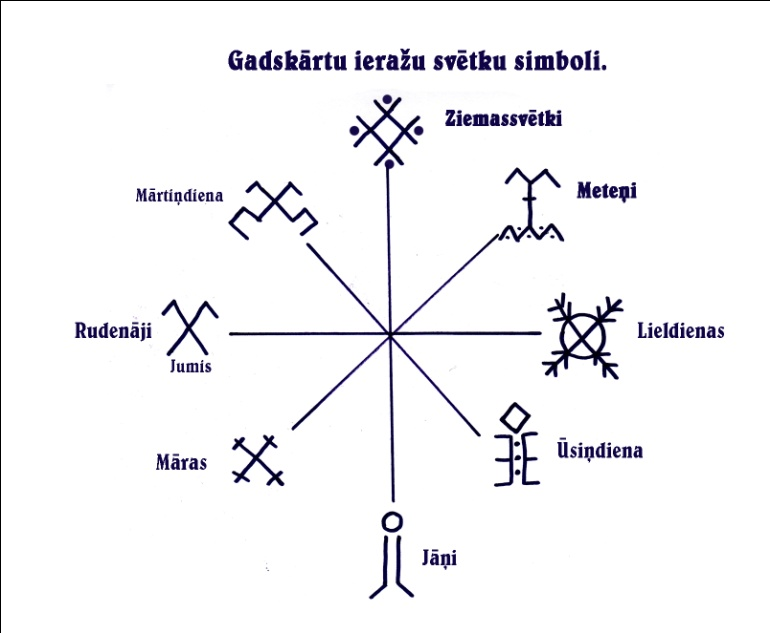 Gadskārtu ieražu svētku simboli.
Ziemassvētki
Mārtiņdiena
Meteņi
Rudenāji
Jumis
Lieldienas
Māras
Ūsiņdiena
Jāņi